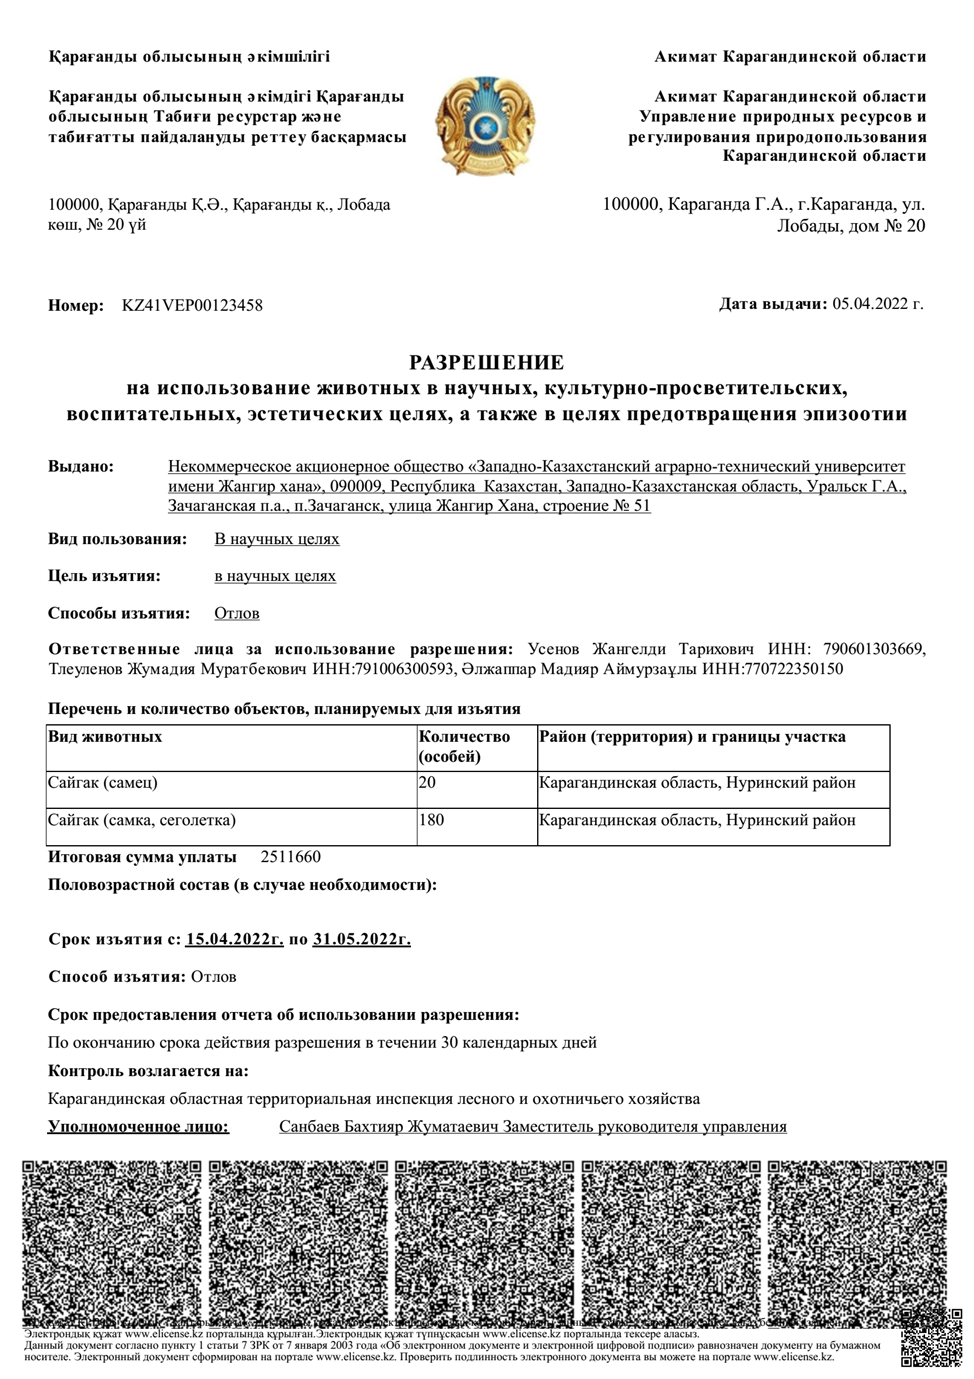 Қарағанды облысының әкімшілігі
Қарағанды облысының әкімдігі Қарағанды
облысының Табиғи ресурстар және
табиғатты пайдалануды реттеу басқармасы
Акимат Карагандинской области
Акимат Карагандинской области
Управление природных ресурсов и
регулирования природопользования
Карагандинской области
100000, Қарағанды Қ.Ә., Қарағанды қ., Лобада
көш, № 20 үй
100000, Караганда Г.А., г.Караганда, ул.
Лобады, дом № 20
Номер: KZ41VEP00123458
Дата выдачи: 05.04.2022 г.
РАЗРЕШЕНИЕ
на использование животных в научных, культурно-просветительских,
воспитательных, эстетических целях, а также в целях предотвращения эпизоотии
Выдано: Некоммерческое акционерное общество «Западно-Казахстанский аграрно-технический университет
имени Жангир хана», 090009, Республика Казахстан, Западно-Казахстанская область, Уральск Г.А.,
Зачаганская п.а., п.Зачаганск, улица Жангир Хана, строение № 51
Вид пользования: В научных целях
Цель изъятия: в научных целях
Способы изъятия: Отлов
Ответственные лица за использование разрешения: Усенов Жангелди Тарихович ИНН: 790601303669,
Тлеуленов Жумадия Муратбекович ИНН:791006300593, Әлжаппар Мадияр Аймурзаұлы ИНН:770722350150
Перечень и количество объектов, планируемых для изъятия
Вид животных Количество Район (территория) и границы участка
(особей)
Сайгак (самец) 20 Карагандинская область, Нуринский район
Сайгак (самка, сеголетка) 180 Карагандинская область, Нуринский район
Итоговая сумма уплаты 2511660
Половозрастной состав (в случае необходимости):
Срок изъятия с: 15.04.2022г. по 31.05.2022г.
Способ изъятия: Отлов
Срок предоставления отчета об использовании разрешения:
По окончанию срока действия разрешения в течении 30 календарных дней
Контроль возлагается на:
Карагандинская областная территориальная инспекция лесного и охотничьего хозяйства
Уполномоченное лицо: Санбаев Бахтияр Жуматаевич Заместитель руководителя управления
Электрондық құжат www.elicense.kz порталында құрылған.Электрондық құжат түпнұсқасын www.elicense.kz порталында тексере аласыз.
Данный документ согласно пункту 1 статьи 7 ЗРК от 7 января 2003 года «Об электронном документе и электронной цифровой подписи» равнозначен документу на бумажном
носителе. Электронный документ сформирован на портале www.elicense.kz. Проверить подлинность электронного документа вы можете на портале www.elicense.kz.